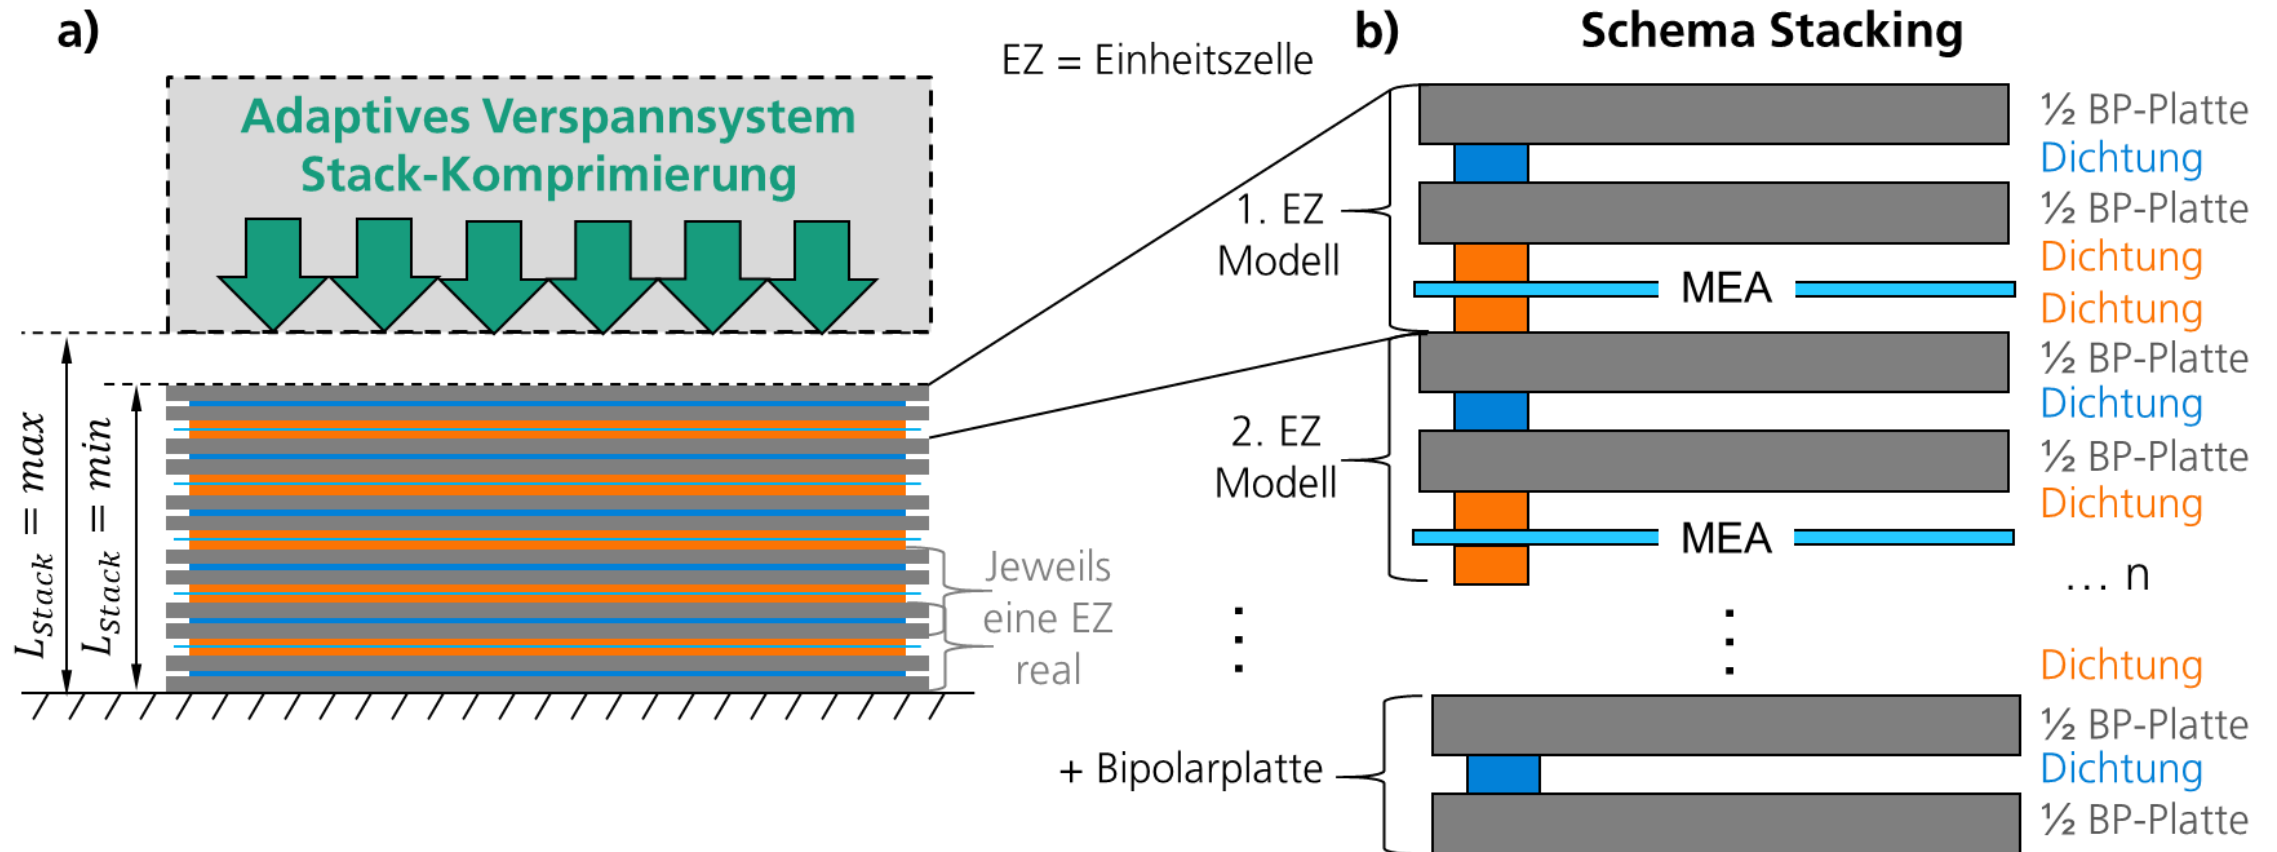 a)
Adaptives Verspannsystem
Stack-Komprimierung
L_stack = max
L_stack = min
Jeweils
eine EZ
real
EZ = Einheitszelle
b)
Schema Stacking
1. EZ
Modell
2. EZ
Modell
+ Bipolarplatte
MEA
MEA
½ BP-Platte
Dichtung
½ BP-Platte
Dichtung
Dichtung
½ BP-Platte
Dichtung
½ BP-Platte
Dichtung
... n
Dichtung
½ BP-Platte
Dichtung
½ BP-Platte